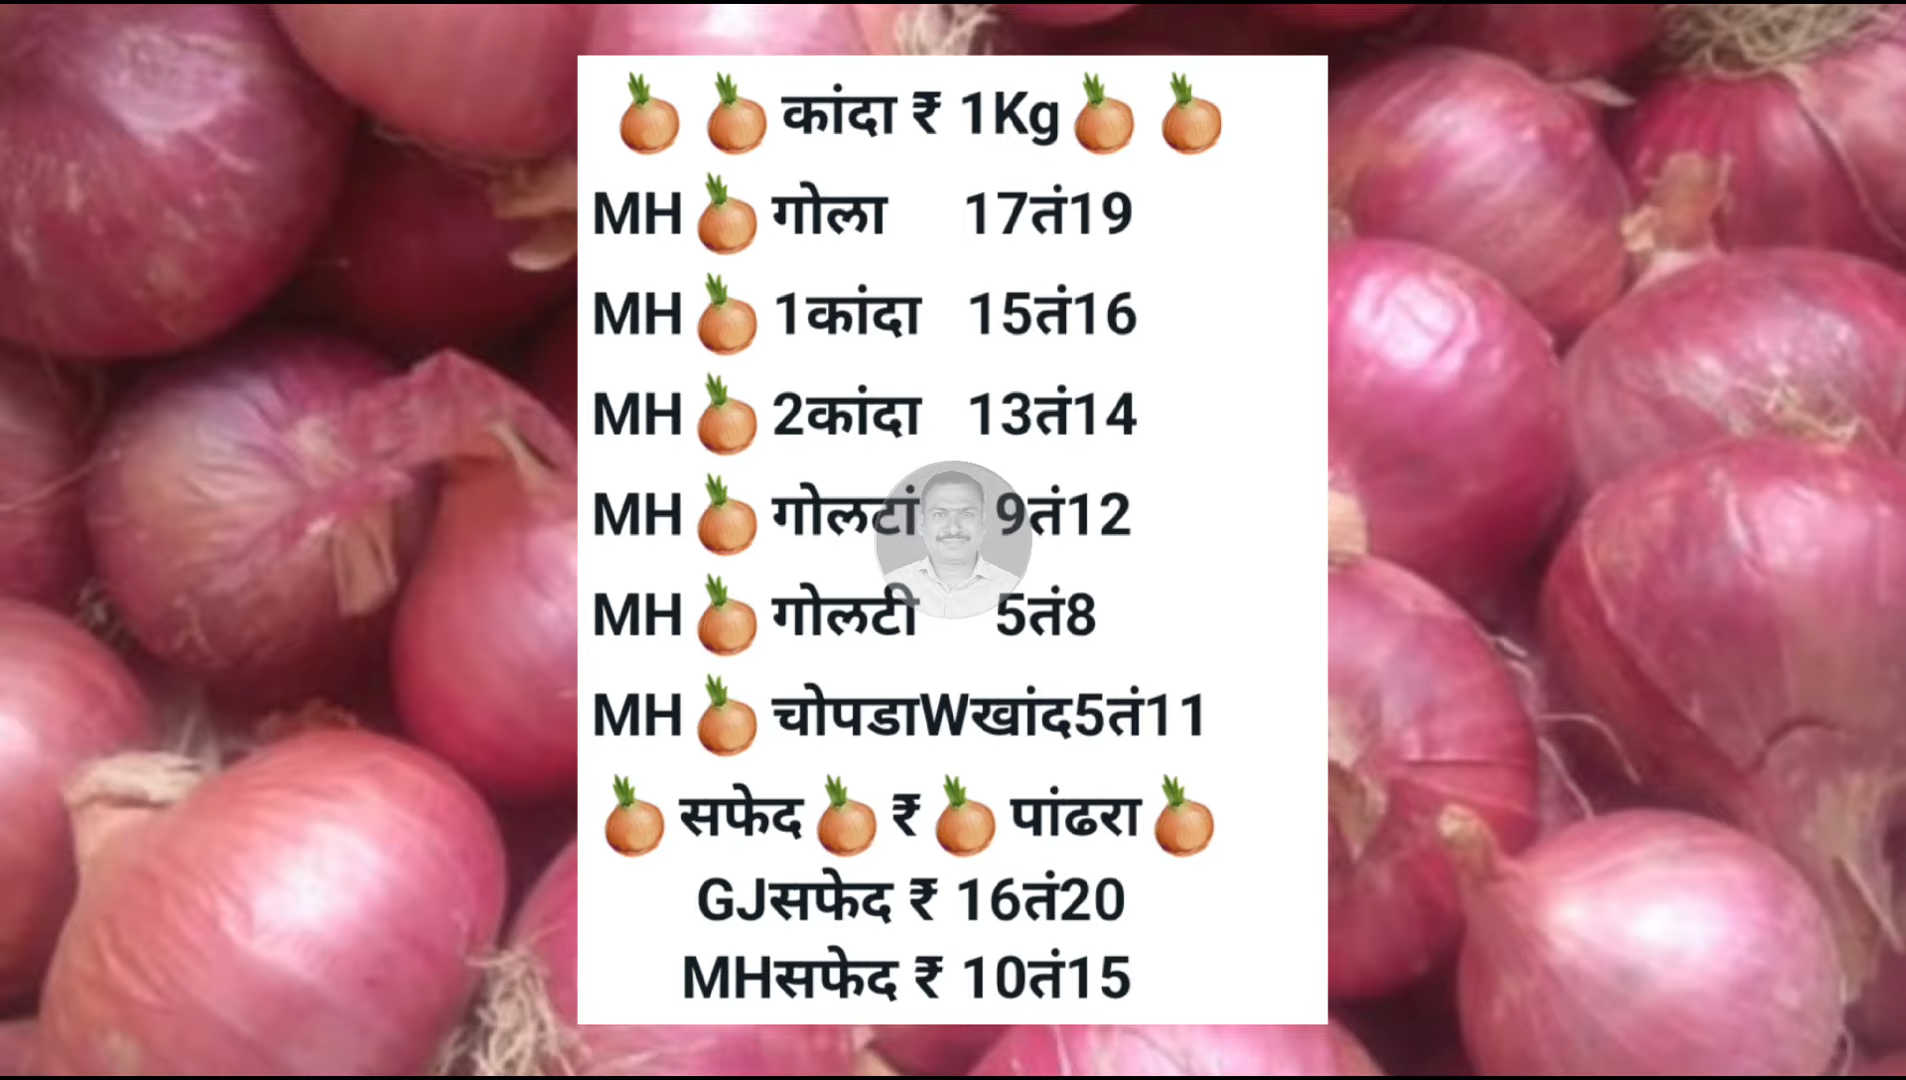 कांदा ₹ 1Kg
MH गोला 17तं19
MH 1कांदा 15तं16
MH 2कांदा 13तं14
MH गोलटां 9तं12
MH गोलटी 5तं8
MH चोपडाWखांद5तं11
सफेद ₹ पांढरा
GJसफेद ₹ 16तं20
MHसफेद ₹ 10तं15